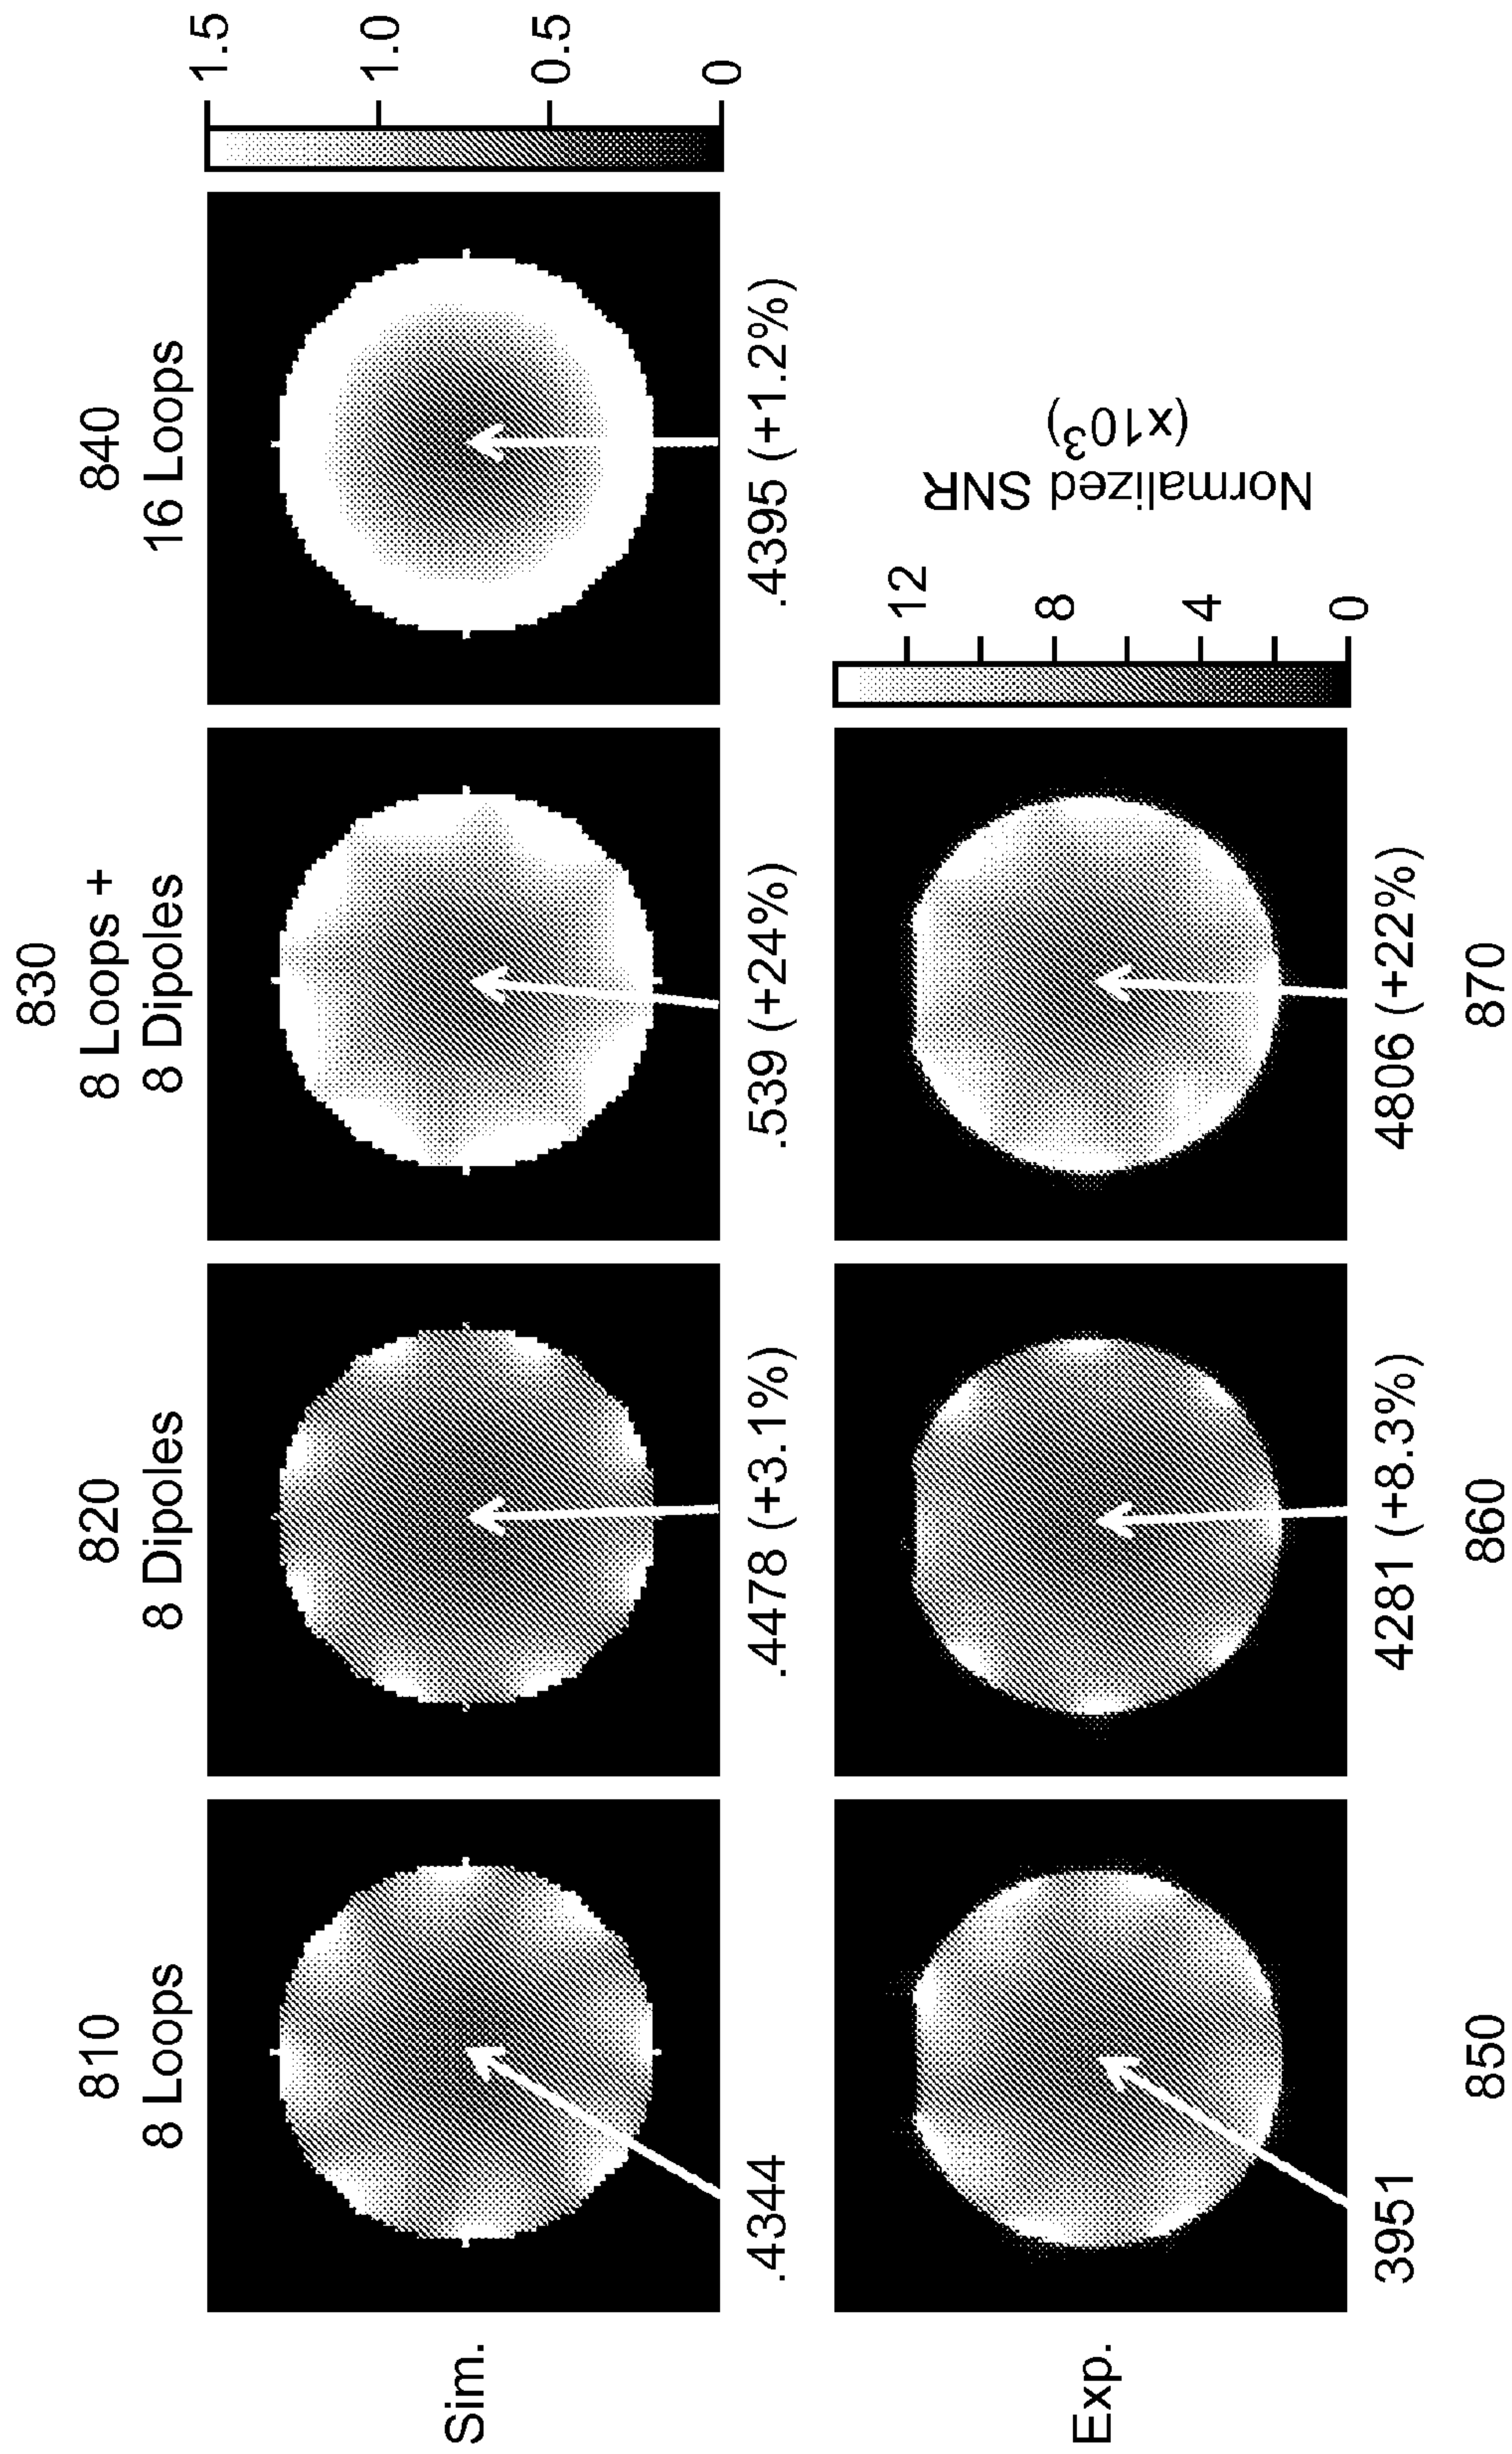 810
8 Loops
820
8 Dipoles
830
8 Loops +
8 Dipoles
840
16 Loops
1.5
1.0
0.5
0
Sim.
.4344
.4478 (+3.1%)
.539 (+24%)
.4395 (+1.2%)
12
8
4
0
Normalized SNR
(x10³)
Exp.
3951
4281 (+8.3%)
4806 (+22%)
850
860
870